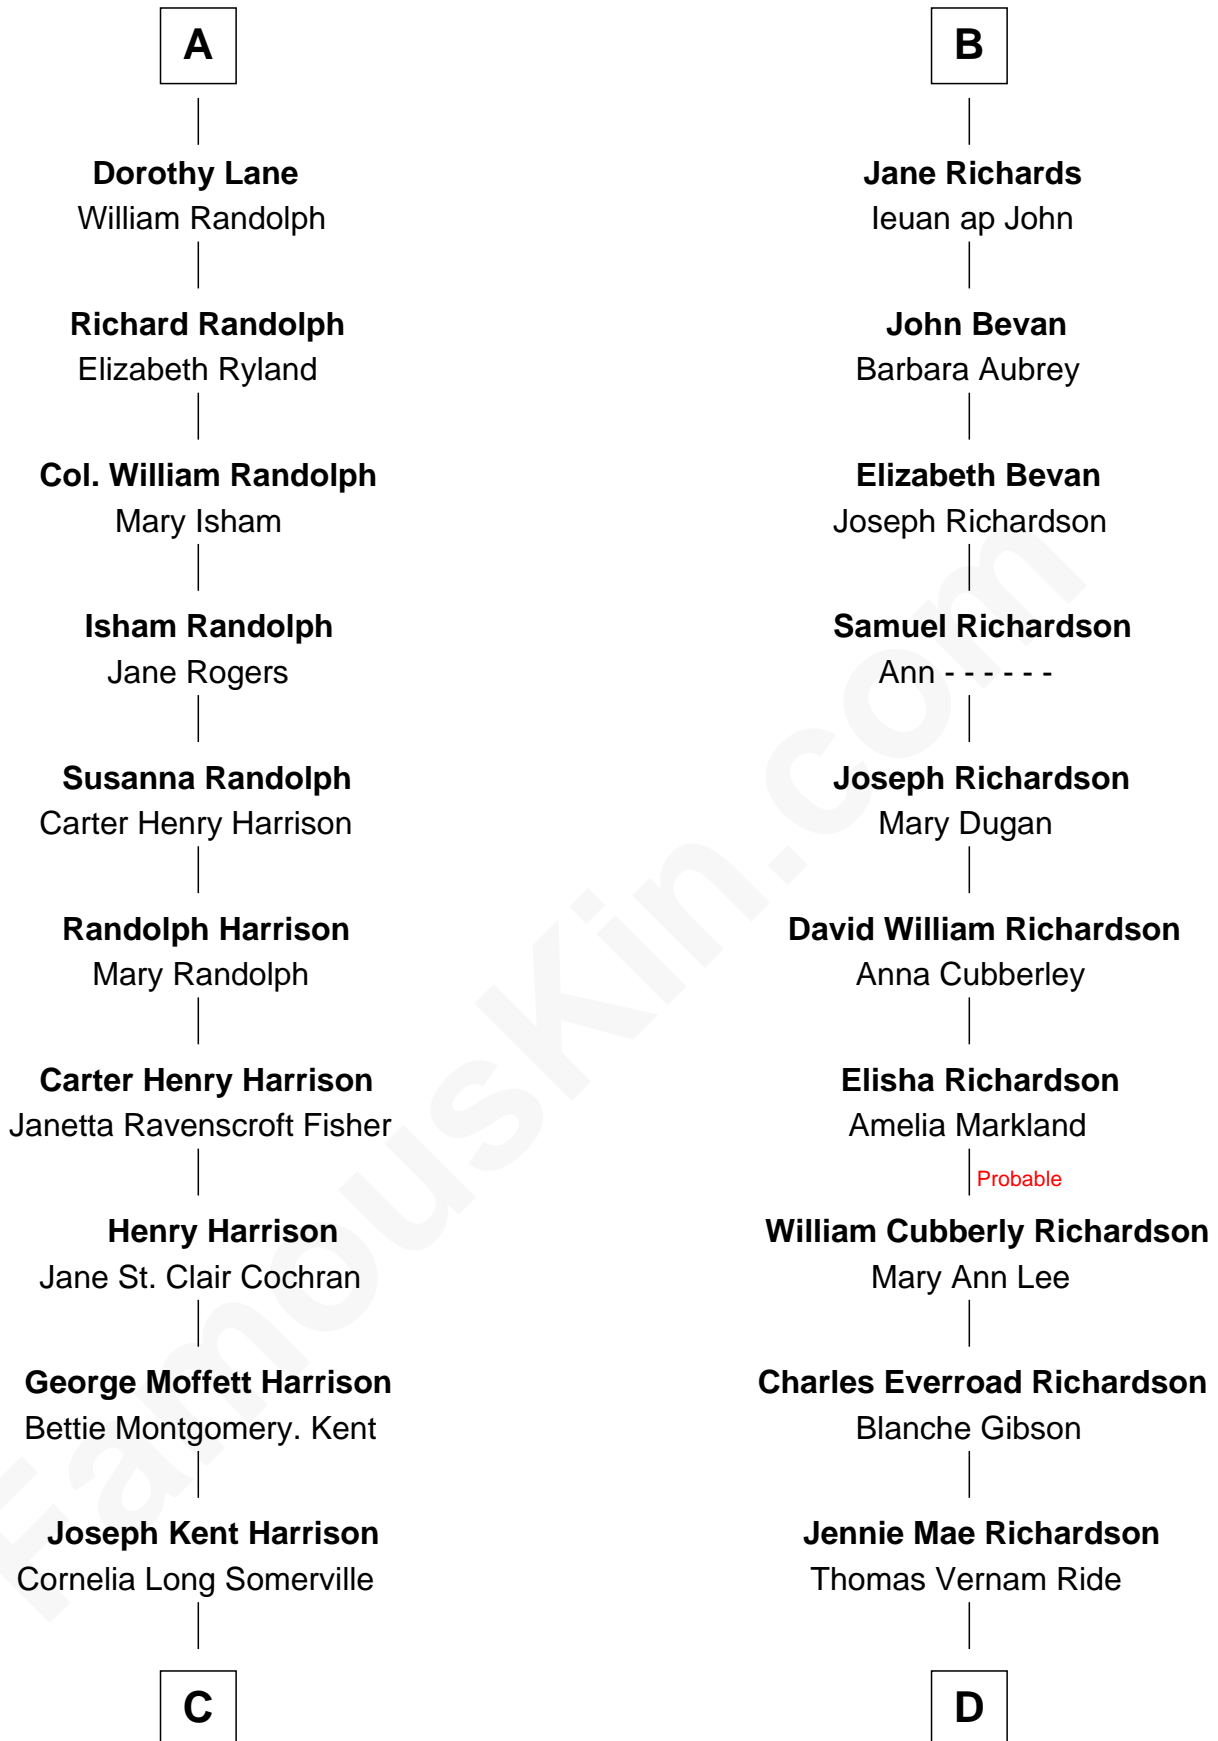 A
Dorothy Lane
William Randolph
Richard Randolph
Elizabeth Ryland
Col. William Randolph
Mary Isham
Isham Randolph
Jane Rogers
Susanna Randolph
Carter Henry Harrison
Randolph Harrison
Mary Randolph
Carter Henry Harrison
Janetta Ravenscroft Fisher
Henry Harrison
Jane St. Clair Cochran
George Moffett Harrison
Bettie Montgomery. Kent
Joseph Kent Harrison
Cornelia Long Somerville
C
B
Jane Richards
Ieuan ap John
John Bevan
Barbara Aubrey
Elizabeth Bevan
Joseph Richardson
Samuel Richardson
Ann - - - - - -
Joseph Richardson
Mary Dugan
David William Richardson
Anna Cubberley
Elisha Richardson
Amelia Markland
Probable
William Cubberly Richardson
Mary Ann Lee
Charles Everroad Richardson
Blanche Gibson
Jennie Mae Richardson
Thomas Vernam Ride
D
FamousKin.com